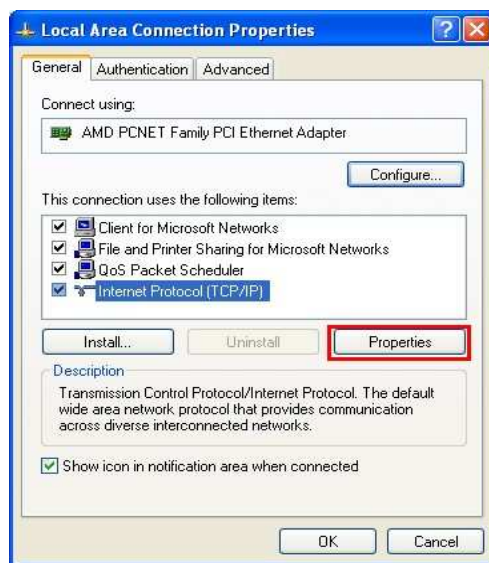 Local Area Connection Properties
General Authentication Advanced
Connect using:
AMD PCNET Family PCI Ethernet Adapter
Configure...
This connection uses the following items:
Client for Microsoft Networks
File and Printer Sharing for Microsoft Networks
QoS Packet Scheduler
Internet Protocol (TCP/IP)
Install... Uninstall Properties
Description
Transmission Control Protocol/Internet Protocol. The default
wide area network protocol that provides communication
across diverse interconnected networks.
Show icon in notification area when connected
OK Cancel